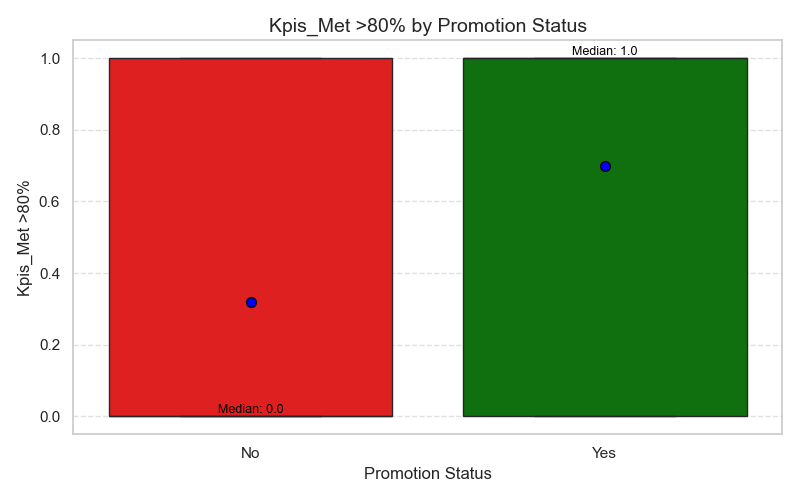 Kpis_Met >80% by Promotion Status
Kpis_Met >80%
1.0
0.8
0.6
0.4
0.2
0.0
Median: 0.0
Median: 1.0
No
Yes
Promotion Status